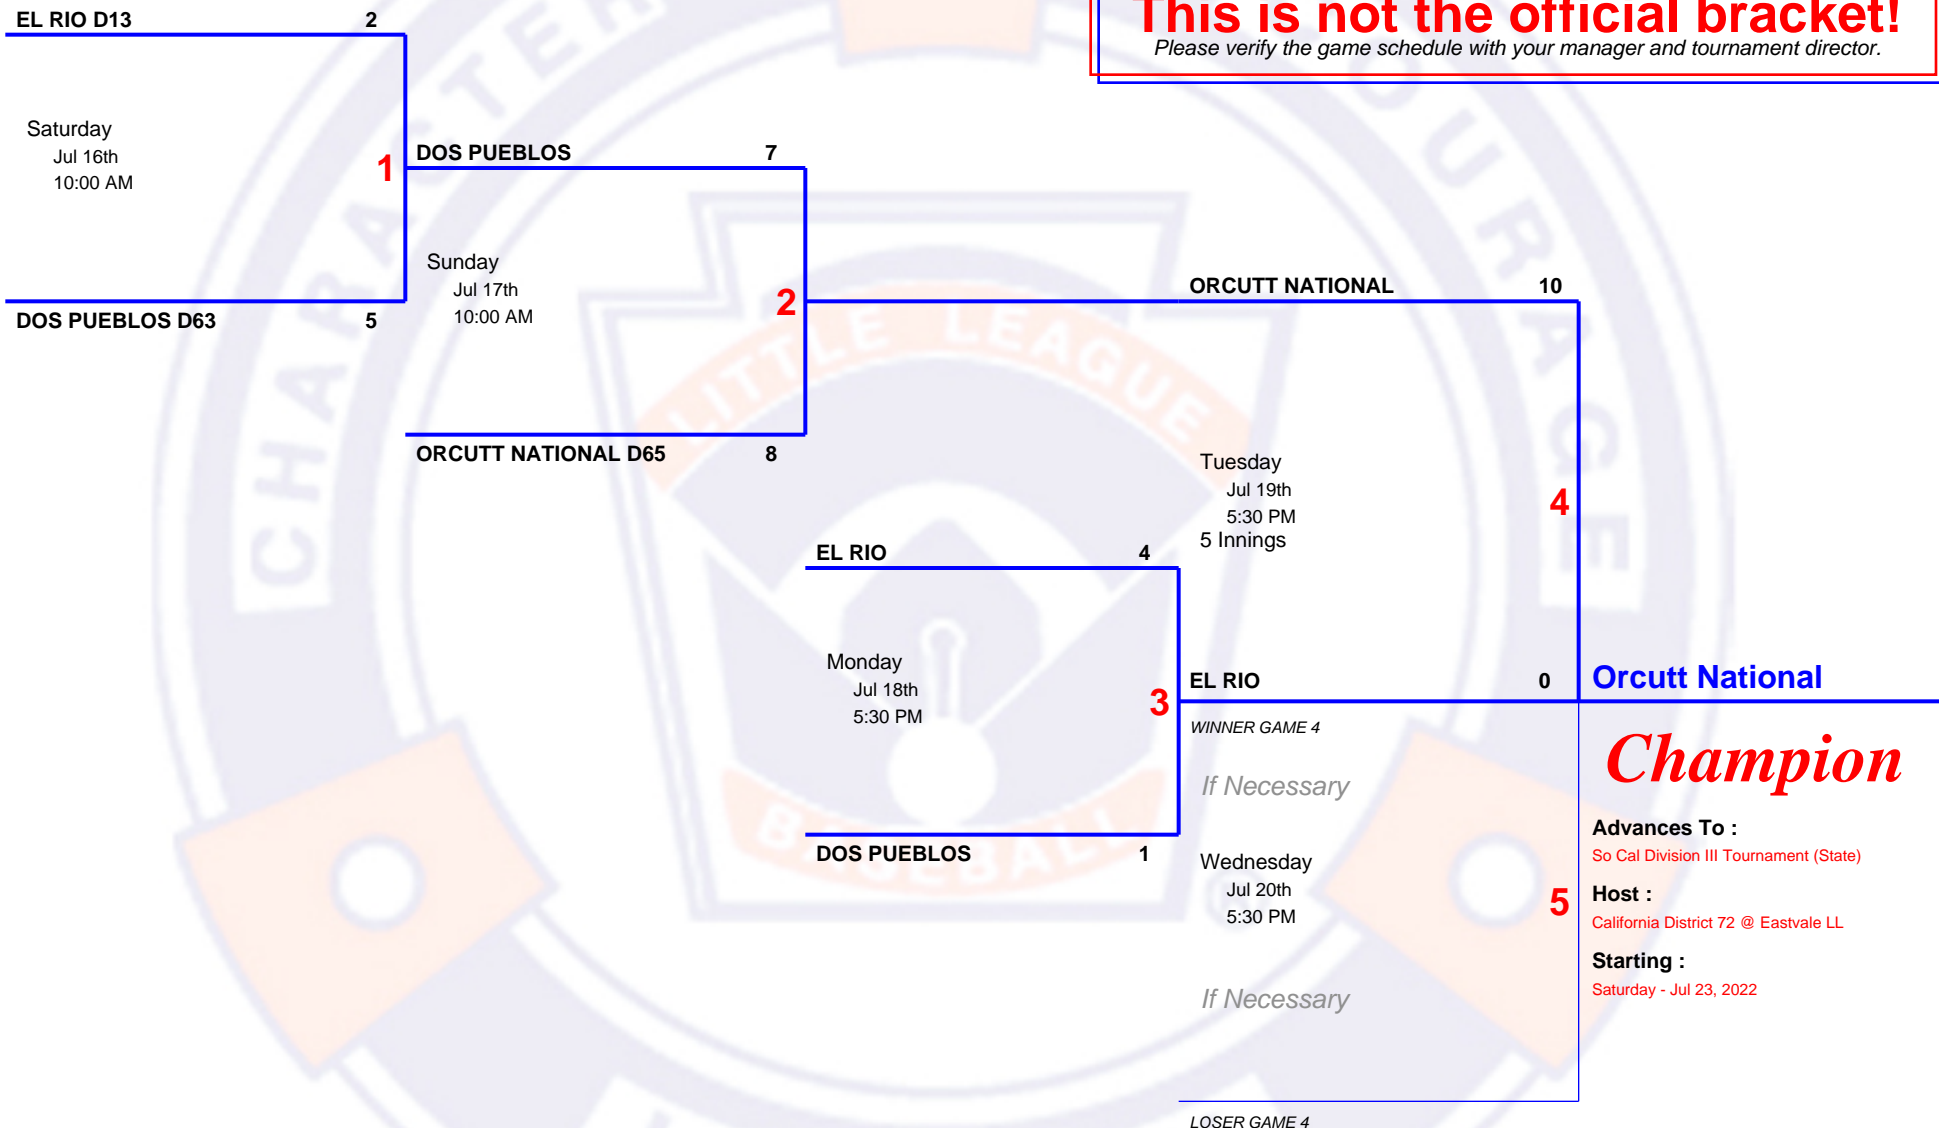 This is not the official bracket!
Please verify the game schedule with your manager and tournament director.
EL RIO D13 2
Saturday
Jul 16th
10:00 AM
1
DOS PUEBLOS D63 5
DOS PUEBLOS 7
Sunday
Jul 17th
10:00 AM
2
ORCUTT NATIONAL D65 8
EL RIO 4
Monday
Jul 18th
5:30 PM
3
DOS PUEBLOS 1
ORCUTT NATIONAL 10
Tuesday
Jul 19th
5:30 PM
5 Innings
4
EL RIO 0
WINNER GAME 4
If Necessary
Wednesday
Jul 20th
5:30 PM
5
If Necessary
LOSER GAME 4
Orcutt National
Champion
Advances To :
So Cal Division III Tournament (State)
Host :
California District 72 @ Eastvale LL
Starting :
Saturday - Jul 23, 2022
LITTLE LEAGUE
BASEBALL
®
CHARACTER
COURAGE